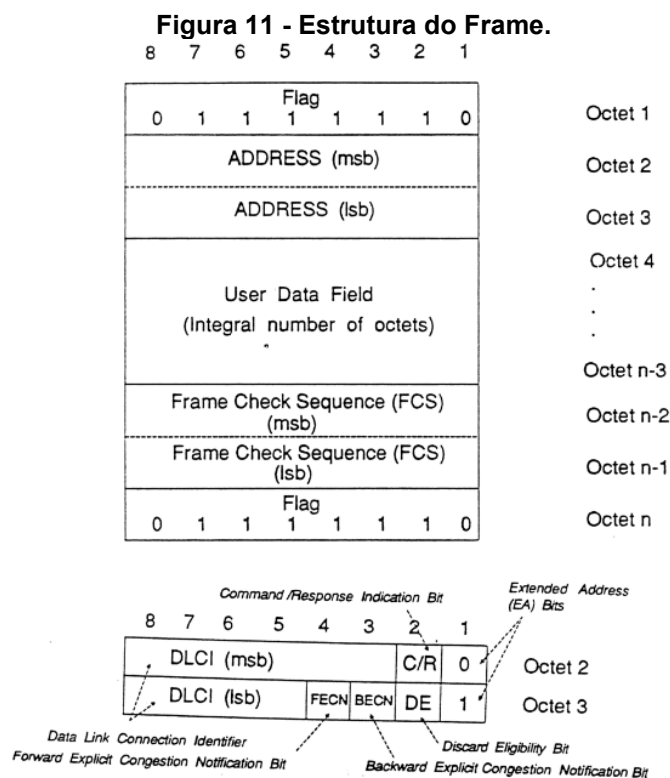 Figura 11 - Estrutura do Frame.
8 7 6 5 4 3 2 1
Flag
0 1 1 1 1 1 1 0 Octet 1
ADDRESS (msb) Octet 2
ADDRESS (lsb) Octet 3
Octet 4
User Data Field
(Integral number of octets)
.
.
.
Octet n-3
Frame Check Sequence (FCS)
(msb) Octet n-2
Frame Check Sequence (FCS)
(lsb) Octet n-1
Flag
0 1 1 1 1 1 1 0 Octet n
Command /Response Indication Bit
Extended Address
(EA) Bits
8 7 6 5 4 3 2 1
DLCI (msb) C/R 0 Octet 2
DLCI (lsb) FECN BECN DE 1 Octet 3
Data Link Connection Identifier
Discard Eligibility Bit
Forward Explicit Congestion Notification Bit
Backward Explicit Congestion Notification Bit